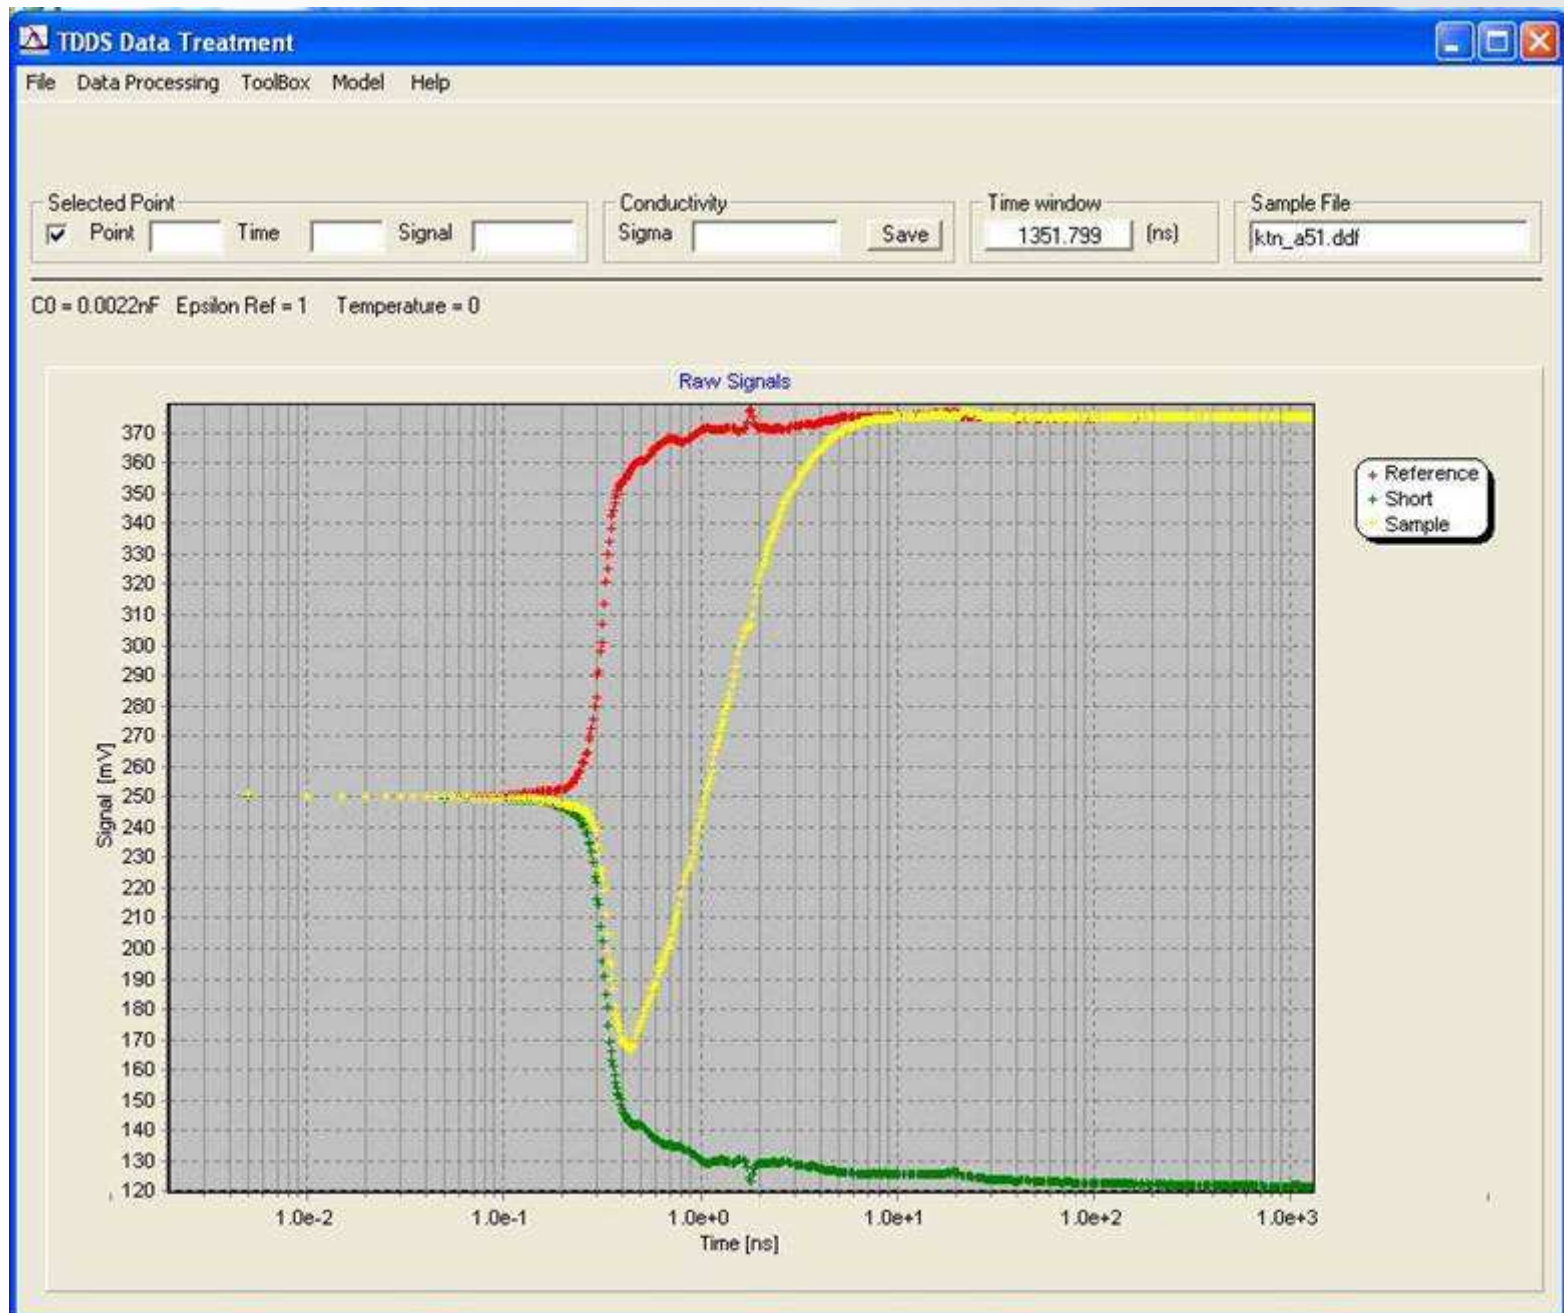 TDDS Data Treatment
File Data Processing ToolBox Model Help
Selected Point Conductivity Time window Sample File
Point Time Signal Sigma Save 1351.799 (ns) ktn_a51.ddf
C0 = 0.0022nF Epsilon Ref = 1 Temperature = 0
Raw Signals
370
360
350
340
330
320
310
300
290
280
270
260
250
240
230
220
210
200
190
180
170
160
150
140
130
120
Signal [mV]
Reference
Short
Sample
1.0e-2 1.0e-1 1.0e+0 1.0e+1 1.0e+2 1.0e+3
Time [ns]